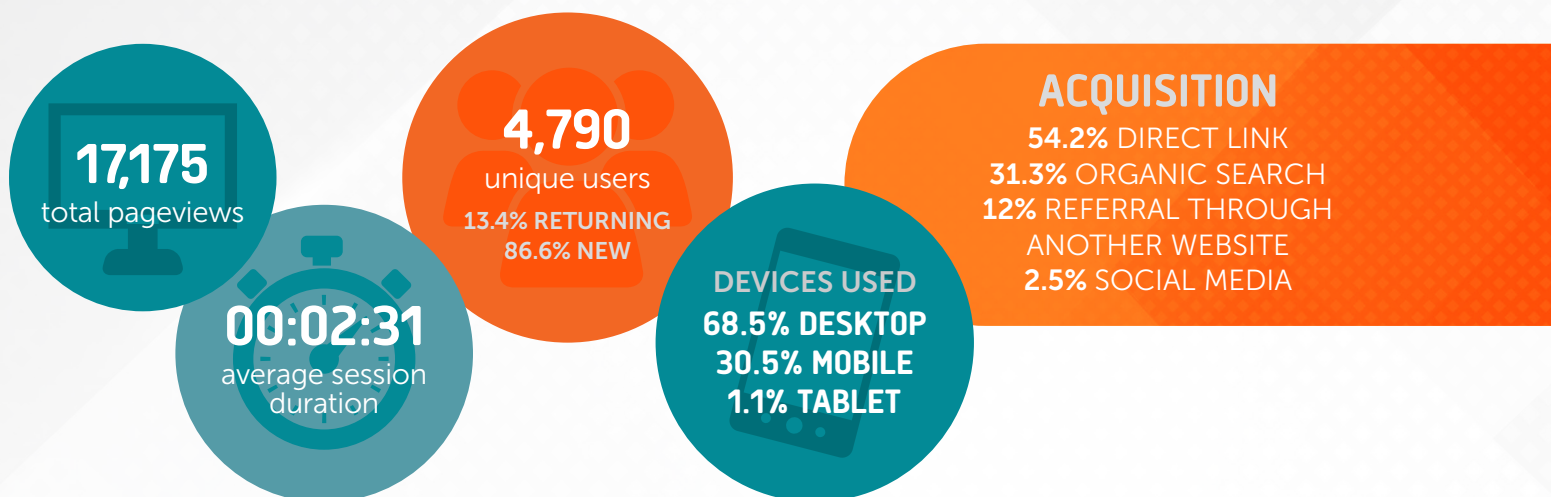 17,175
total pageviews
00:02:31
average session
duration
4,790
unique users
13.4% RETURNING
86.6% NEW
DEVICES USED
68.5% DESKTOP
30.5% MOBILE
1.1% TABLET
ACQUISITION
54.2% DIRECT LINK
31.3% ORGANIC SEARCH
12% REFERRAL THROUGH
ANOTHER WEBSITE
2.5% SOCIAL MEDIA